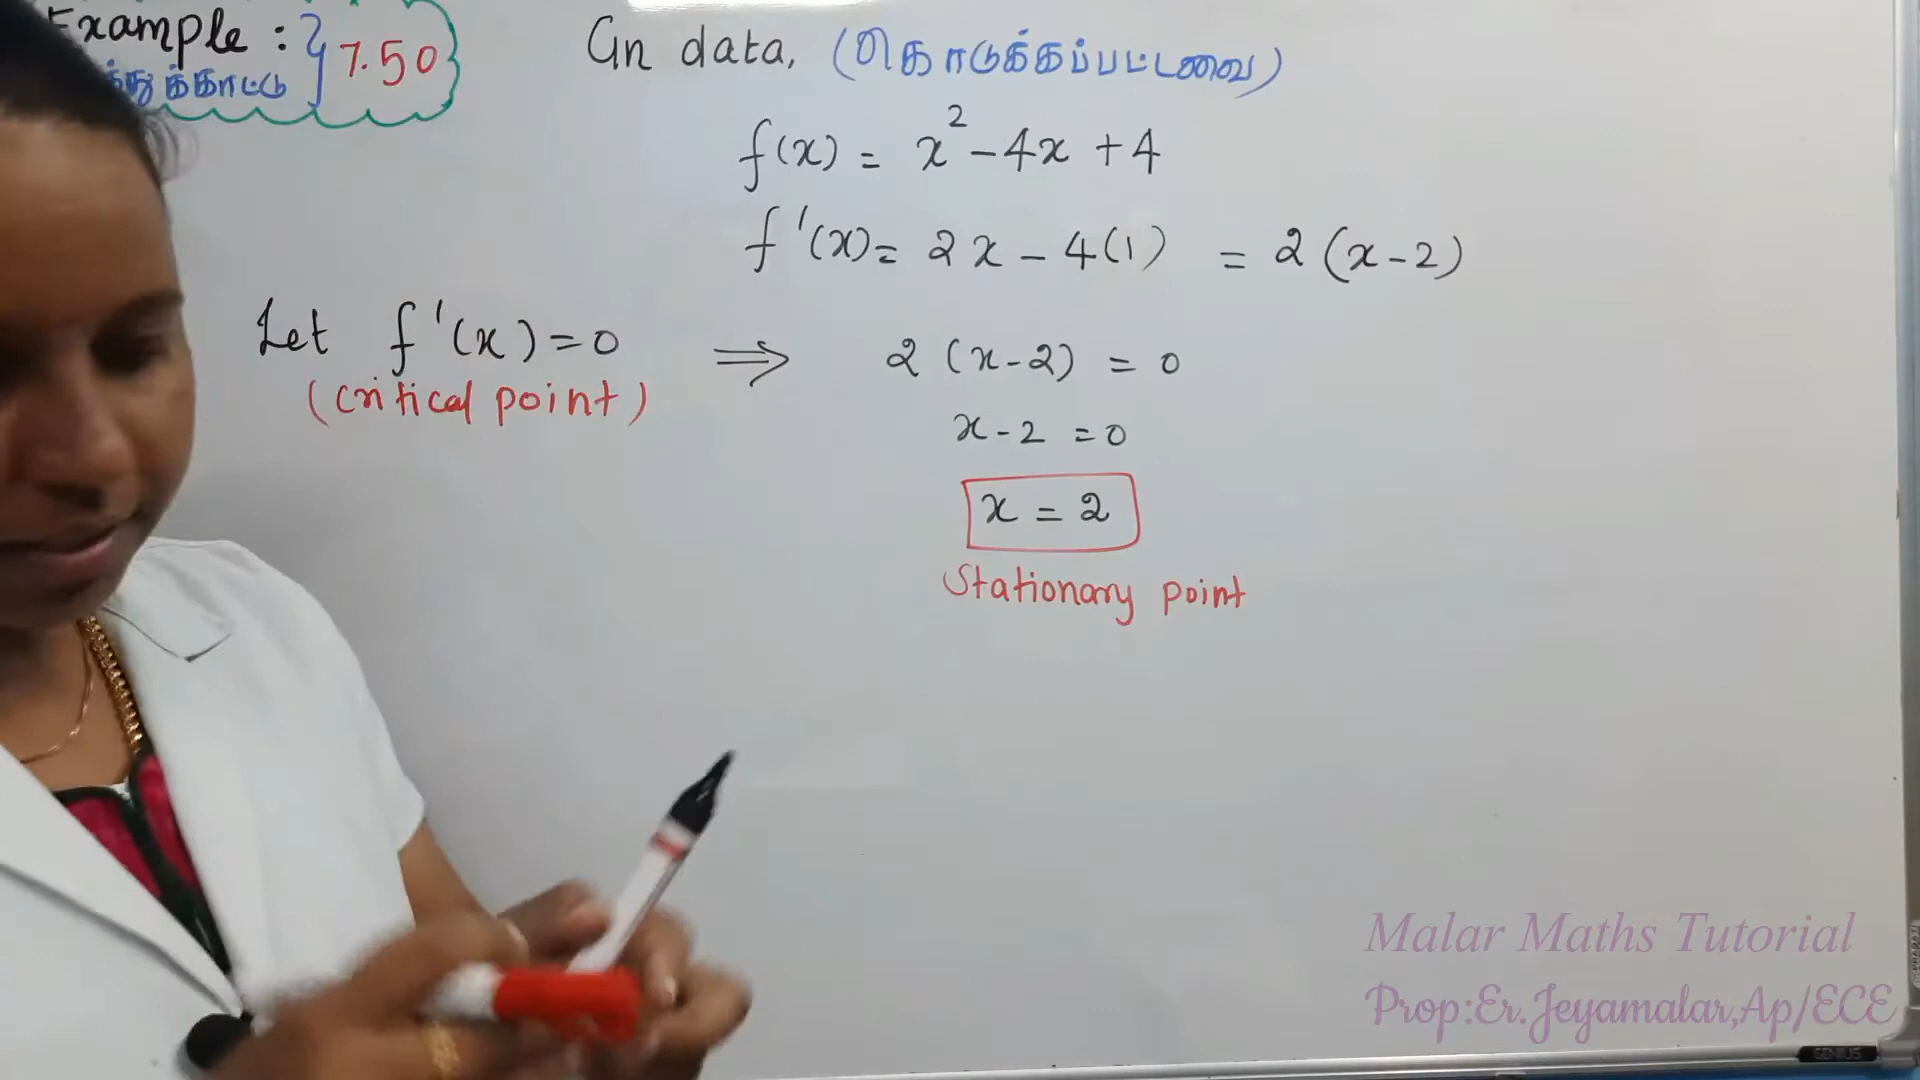 Example : } 7.50
Gn data, (கொடுக்கப்பட்டவை)
f(x) = x² - 4x + 4
f'(x) = 2x - 4(1) = 2(x-2)
Let f'(x) = 0 ⟹ 2(x-2) = 0
(critical point)
x - 2 = 0
x = 2
Stationary point
Malar Maths Tutorial
Prop:Er.Jeyamalar,Ap/ECE
GENIUS